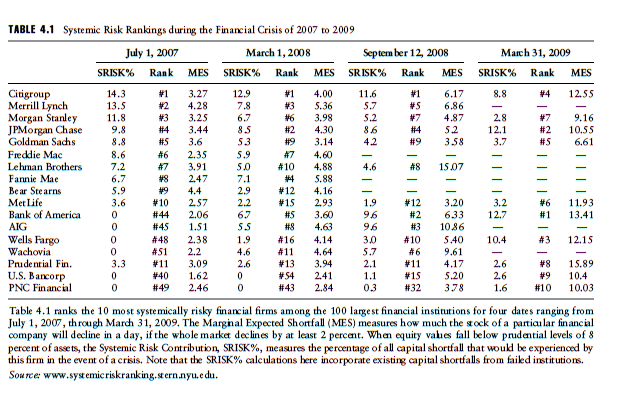 TABLE 4.1 Systemic Risk Rankings during the Financial Crisis of 2007 to 2009
July 1, 2007 March 1, 2008 September 12, 2008 March 31, 2009
SRISK% Rank MES SRISK% Rank MES SRISK% Rank MES SRISK% Rank MES
Citigroup 14.3 #1 3.27 12.9 #1 4.00 11.6 #1 6.17 8.8 #4 12.55
Merrill Lynch 13.5 #2 4.28 7.8 #3 5.36 5.7 #5 6.86 — — —
Morgan Stanley 11.8 #3 3.25 6.7 #6 3.98 5.2 #7 4.87 2.8 #7 9.16
JPMorgan Chase 9.8 #4 3.44 8.5 #2 4.30 8.6 #4 5.2 12.1 #2 10.55
Goldman Sachs 8.8 #5 3.6 5.3 #9 3.14 4.2 #9 3.58 3.7 #5 6.61
Freddie Mac 8.6 #6 2.35 5.9 #7 4.60 — — — — — —
Lehman Brothers 7.2 #7 3.91 5.0 #10 4.88 4.6 #8 15.07 — — —
Fannie Mae 6.7 #8 2.47 7.1 #4 5.88 — — — — — —
Bear Stearns 5.9 #9 4.4 2.9 #12 4.16 — — — — — —
MetLife 3.6 #10 2.57 2.2 #15 2.93 1.9 #12 3.20 3.2 #6 11.93
Bank of America 0 #44 2.06 6.7 #5 3.60 9.6 #2 6.33 12.7 #1 13.41
AIG 0 #45 1.51 5.5 #8 4.63 9.6 #3 10.86 — — —
Wells Fargo 0 #48 2.38 1.9 #16 4.14 3.0 #10 5.40 10.4 #3 12.15
Wachovia 0 #51 2.2 4.6 #11 4.64 5.7 #6 9.61 — — —
Prudential Fin. 3.3 #11 3.09 2.6 #13 3.94 2.1 #11 4.17 2.6 #8 15.89
U.S. Bancorp 0 #40 1.62 0 #54 2.41 1.1 #15 5.20 2.6 #9 10.4
PNC Financial 0 #49 2.46 0 #43 2.84 0.3 #32 3.78 1.6 #10 10.03
Table 4.1 ranks the 10 most systemically risky financial firms among the 100 largest financial institutions for four dates ranging from
July 1, 2007, through March 31, 2009. The Marginal Expected Shortfall (MES) measures how much the stock of a particular financial
company will decline in a day, if the whole market declines by at least 2 percent. When equity values fall below prudential levels of 8
percent of assets, the Systemic Risk Contribution, SRISK%, measures the percentage of all capital shortfall that would be experienced by
this firm in the event of a crisis. Note that the SRISK% calculations here incorporate existing capital shortfalls from failed institutions.
Source: www.systemicriskranking.stern.nyu.edu.